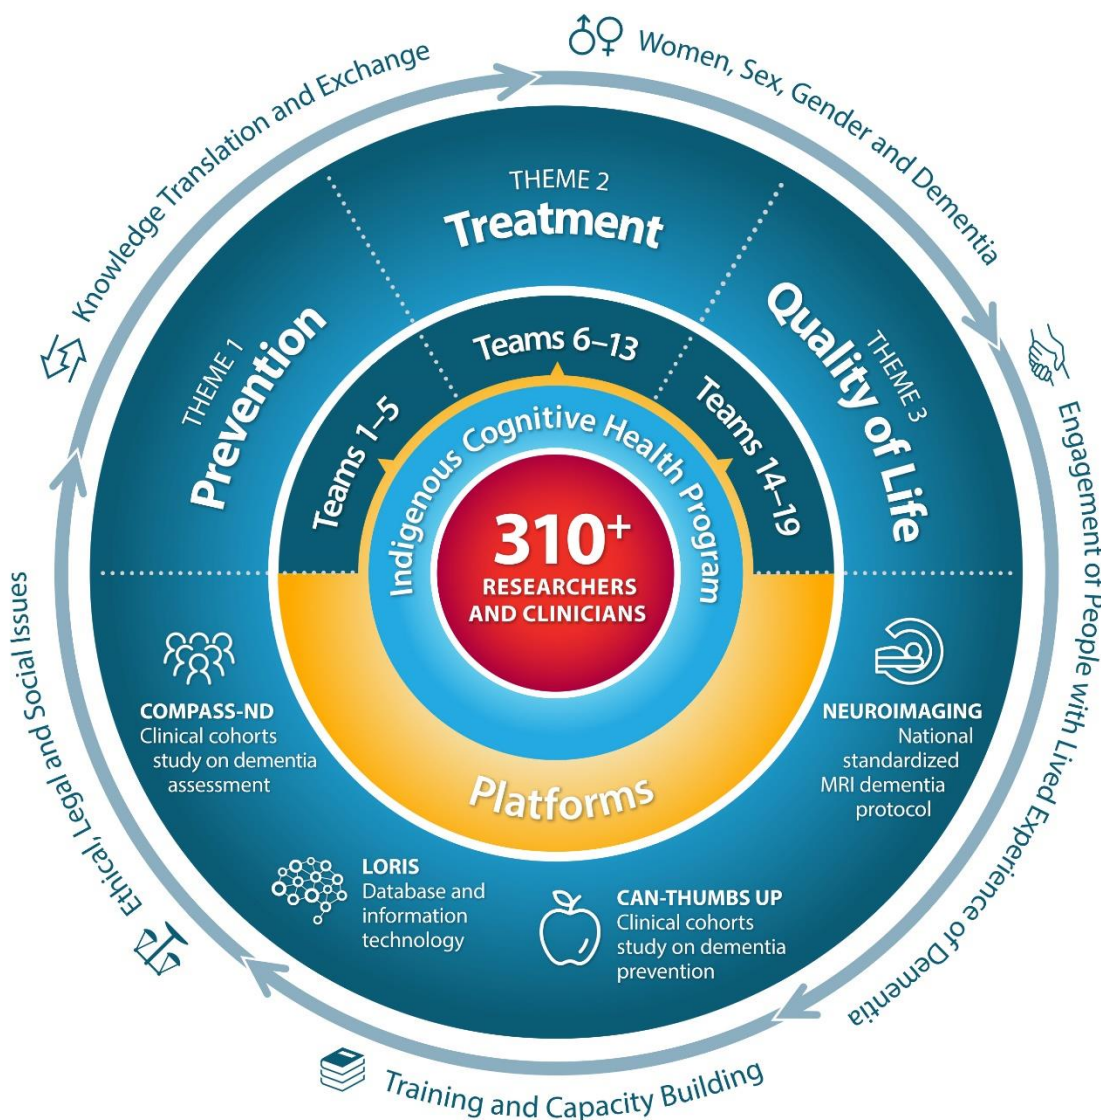 Women, Sex, Gender and Dementia
Engagement of People with Lived Experience of Dementia
Training and Capacity Building
Ethical, Legal and Social Issues
Knowledge Translation and Exchange
THEME 1
Prevention
THEME 2
Treatment
THEME 3
Quality of Life
Teams 1–5
Teams 6–13
Teams 14–19
Indigenous Cognitive Health Program
310+
RESEARCHERS
AND CLINICIANS
Platforms
COMPASS-ND
Clinical cohorts
study on dementia
assessment
LORIS
Database and
information
technology
CAN-THUMBS UP
Clinical cohorts
study on dementia
prevention
NEUROIMAGING
National
standardized
MRI dementia
protocol